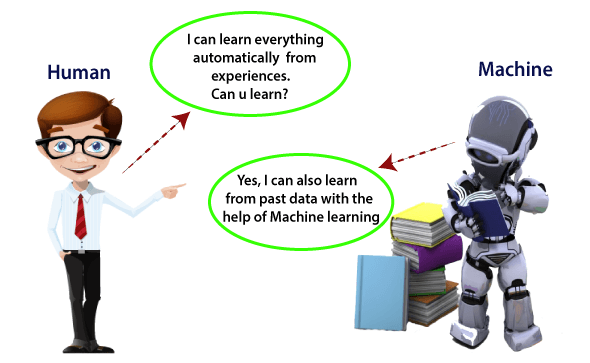 Human
I can learn everything
automatically from
experiences.
Can u learn?
Machine
Yes, I can also learn
from past data with the
help of Machine learning